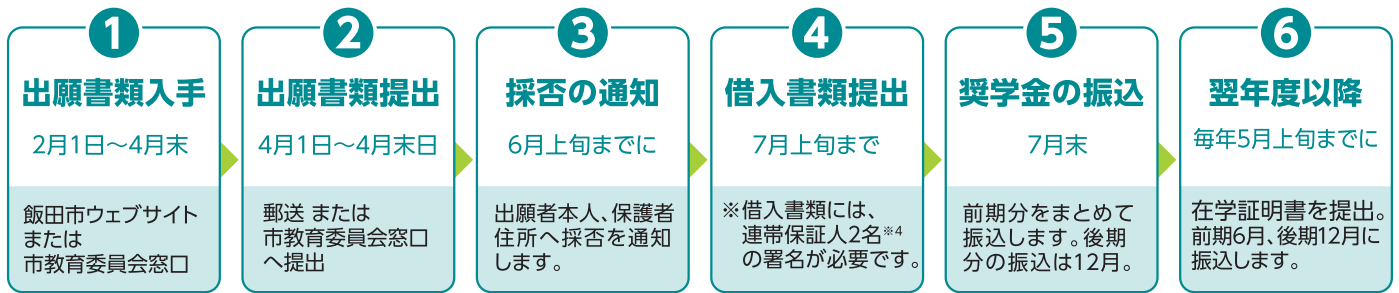 1
出願書類入手
2月1日～4月末
飯田市ウェブサイト
または
市教育委員会窓口
2
出願書類提出
4月1日～4月末日
郵送 または
市教育委員会窓口
へ提出
3
採否の通知
6月上旬までに
出願者本人、保護者
住所へ採否を通知
します。
4
借入書類提出
7月上旬まで
※借入書類には、
連帯保証人2名※4
の署名が必要です。
5
奨学金の振込
7月末
前期分をまとめて
振込します。後期
分の振込は12月。
6
翌年度以降
毎年5月上旬までに
在学証明書を提出。
前期6月、後期12月に
振込します。